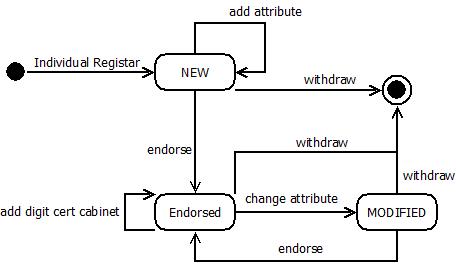 add attribute
Individual Registar
NEW
withdraw
endorse
withdraw
withdraw
add digit cert cabinet
Endorsed
change attribute
MODIFIED
endorse